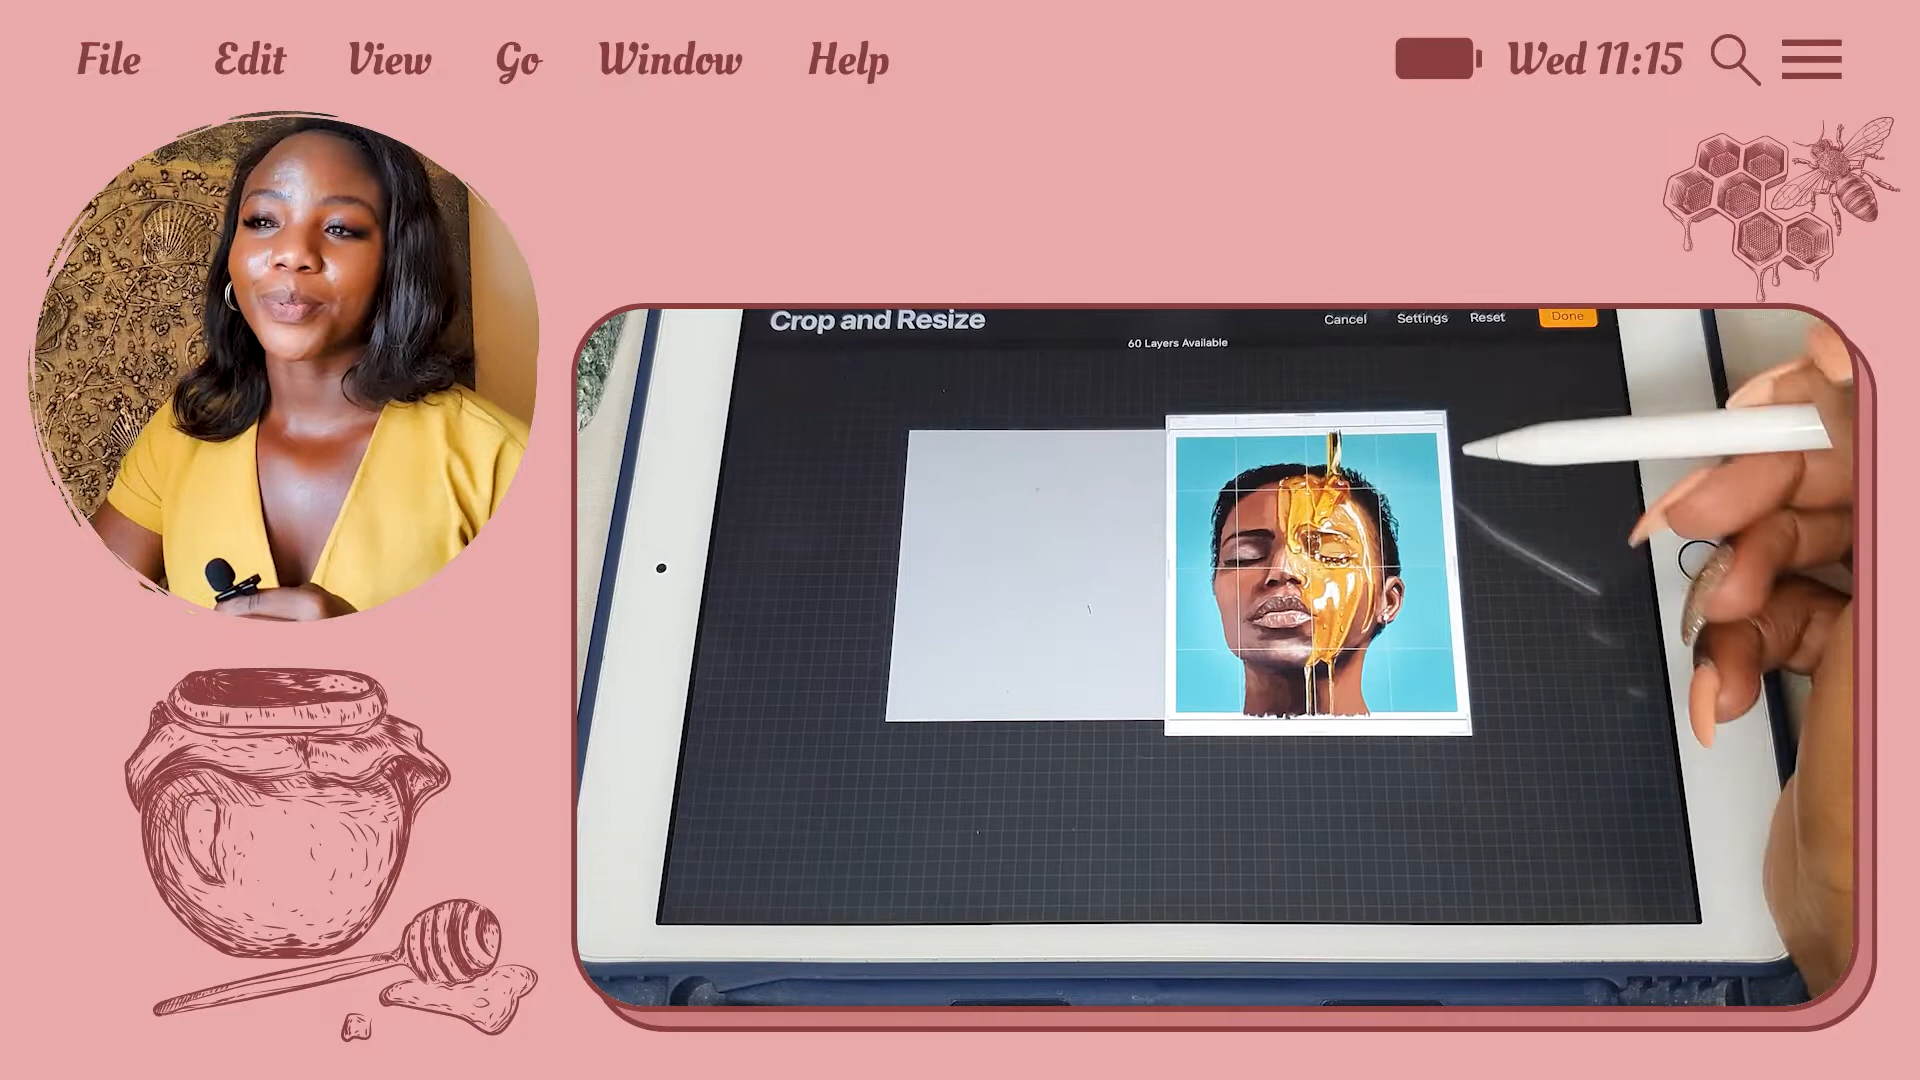 File Edit View Go Window Help Wed 11:15
Crop and Resize Cancel Settings Reset Done
60 Layers Available